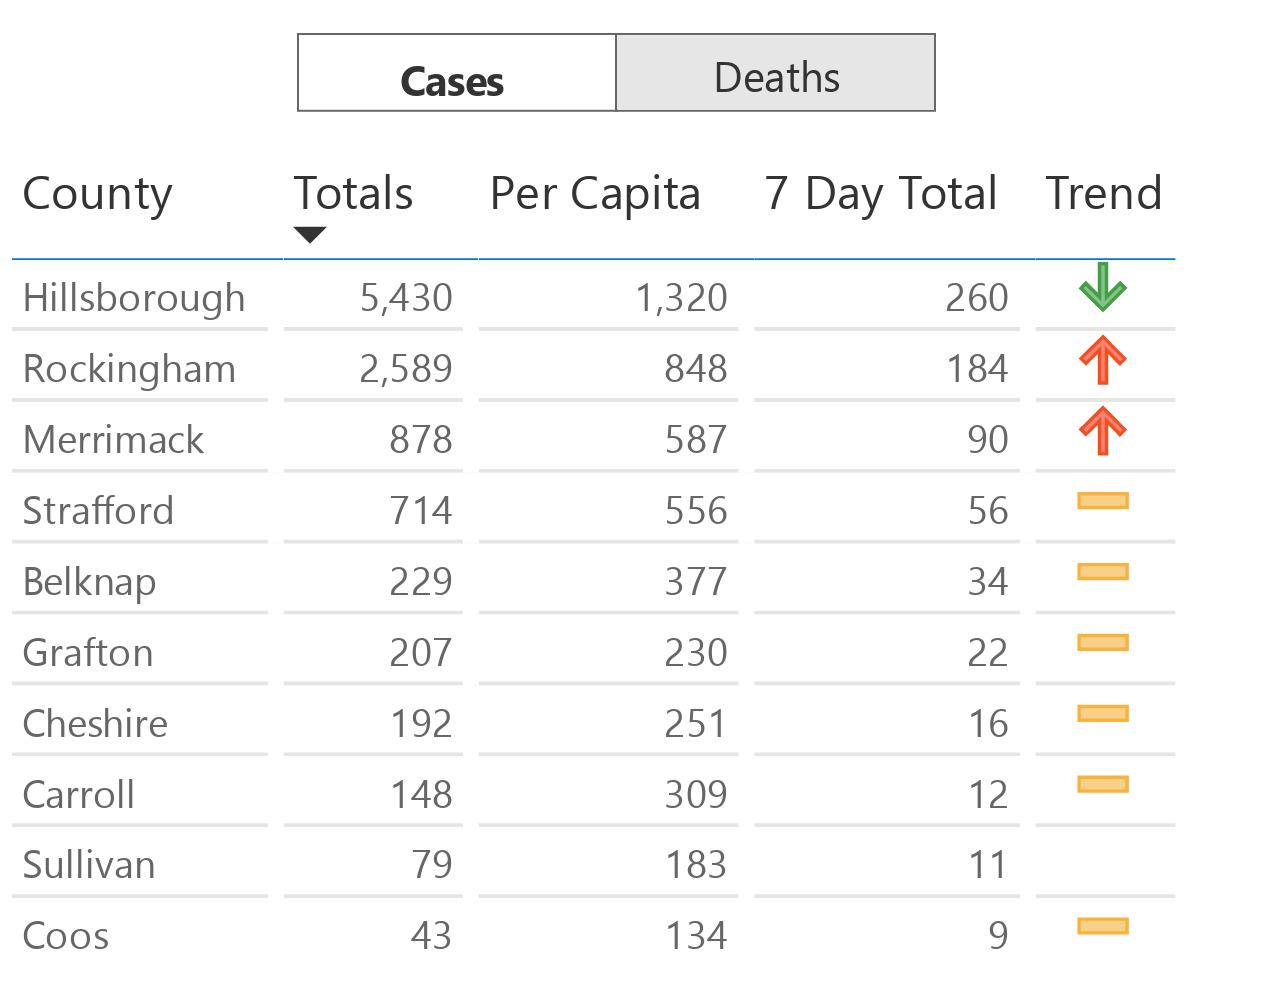 Cases Deaths
County Totals Per Capita 7 Day Total Trend
Hillsborough 5,430 1,320 260
Rockingham 2,589 848 184
Merrimack 878 587 90
Strafford 714 556 56
Belknap 229 377 34
Grafton 207 230 22
Cheshire 192 251 16
Carroll 148 309 12
Sullivan 79 183 11
Coos 43 134 9